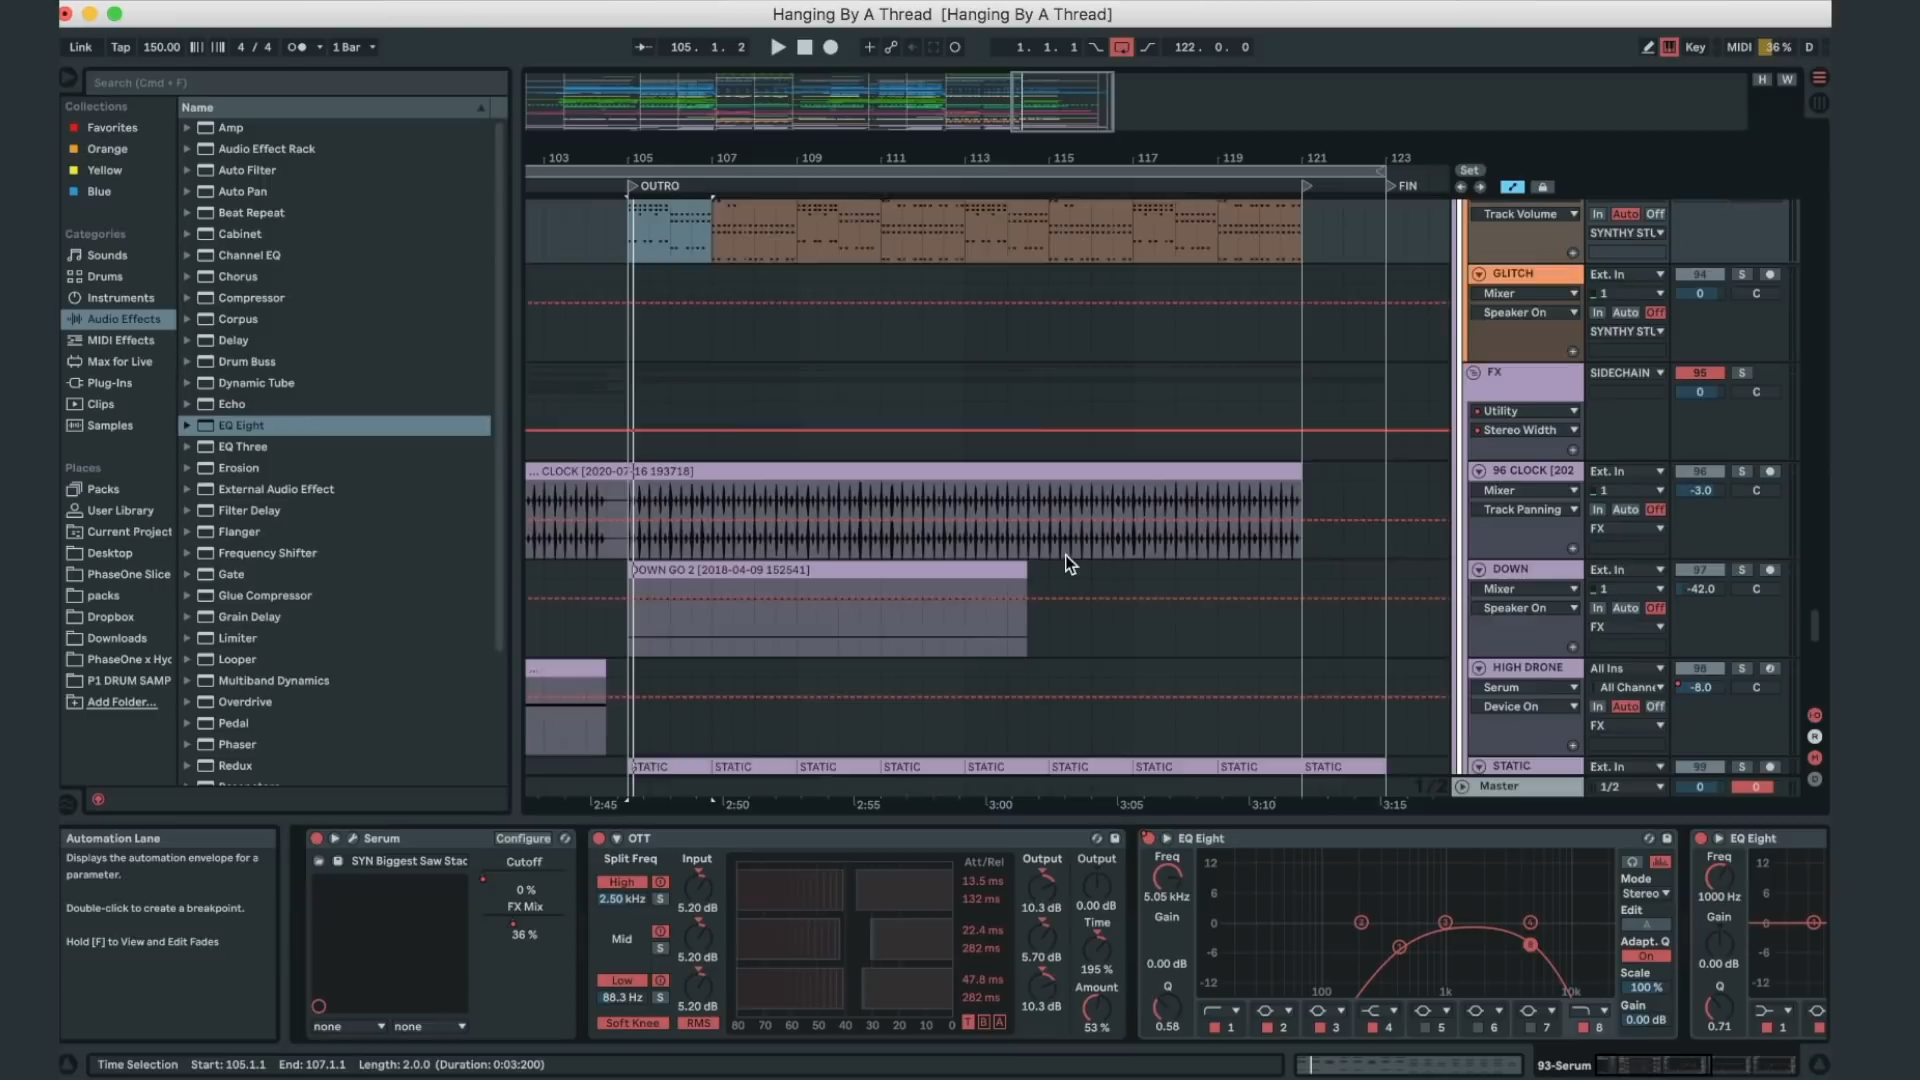 Hanging By A Thread [Hanging By A Thread]
Link Tap 150.00 4 / 4 1 Bar 105. 1. 2 1. 1. 1 122. 0. 0 Key MIDI 36 % D
Search (Cmd + F)
H W
Collections
Favorites
Orange
Yellow
Blue
Categories
Sounds
Drums
Instruments
Audio Effects
MIDI Effects
Max for Live
Plug-Ins
Clips
Samples
Places
Packs
User Library
Current Project
Desktop
PhaseOne Slice
packs
Dropbox
Downloads
PhaseOne x Hyc
P1 DRUM SAMP
Add Folder...
Name
Amp
Audio Effect Rack
Auto Filter
Auto Pan
Beat Repeat
Cabinet
Channel EQ
Chorus
Compressor
Corpus
Delay
Drum Buss
Dynamic Tube
Echo
EQ Eight
EQ Three
Erosion
External Audio Effect
Filter Delay
Flanger
Frequency Shifter
Gate
Glue Compressor
Grain Delay
Limiter
Looper
Multiband Dynamics
Overdrive
Pedal
Phaser
Redux
103 105 107 109 111 113 115 117 119 121 123
OUTRO FIN
Set
... CLOCK [2020-07-16 193718]
DOWN GO 2 [2018-04-09 152541]
...
STATIC STATIC STATIC STATIC STATIC STATIC STATIC STATIC STATIC
1/2
2:45 2:50 2:55 3:00 3:05 3:10 3:15
Track Volume In Auto Off
SYNTHY STL
GLITCH Ext. In 94 S
Mixer 1 0 C
Speaker On In Auto Off
SYNTHY STL
FX SIDECHAIN 95 S
0 C
Utility
Stereo Width
96 CLOCK [202 Ext. In 96 S
Mixer 1 -3.0 C
Track Panning In Auto Off
FX
DOWN Ext. In 97 S
Mixer 1 -42.0 C
Speaker On In Auto Off
FX
HIGH DRONE All Ins 98 S
Serum All Channe -8.0 C
Device On In Auto Off
FX
STATIC Ext. In 99 S
Master 1/2 0 0
Automation Lane
Displays the automation envelope for a
parameter.
Double-click to create a breakpoint.
Hold [F] to View and Edit Fades
Serum Configure
SYN Biggest Saw Stac
Cutoff
0 %
FX Mix
36 %
none none
OTT
Split Freq Input Att/Rel Output Output
High
2.50 kHz S 5.20 dB 13.5 ms 132 ms 10.3 dB 0.00 dB
Time
Mid S 5.20 dB 22.4 ms 282 ms 5.70 dB 195 %
Amount
Low
88.3 Hz S 5.20 dB 47.8 ms 282 ms 10.3 dB 53 %
Soft Knee RMS 80 70 60 50 40 30 20 10 0 T B A
EQ Eight
Freq
5.05 kHz
Gain
0.00 dB
Q
0.58
12
6
0
-6
-12
100 1k 10k
1 2 3 4 5 6 7 8
Mode
Stereo
Edit
A
Adapt. Q
On
Scale
100 %
Gain
0.00 dB
EQ Eight
Freq
1000 Hz
Gain
0.00 dB
Q
0.71
12
6
0
-6
-12
1
Time Selection Start: 105.1.1 End: 107.1.1 Length: 2.0.0 (Duration: 0:03:200)
93-Serum